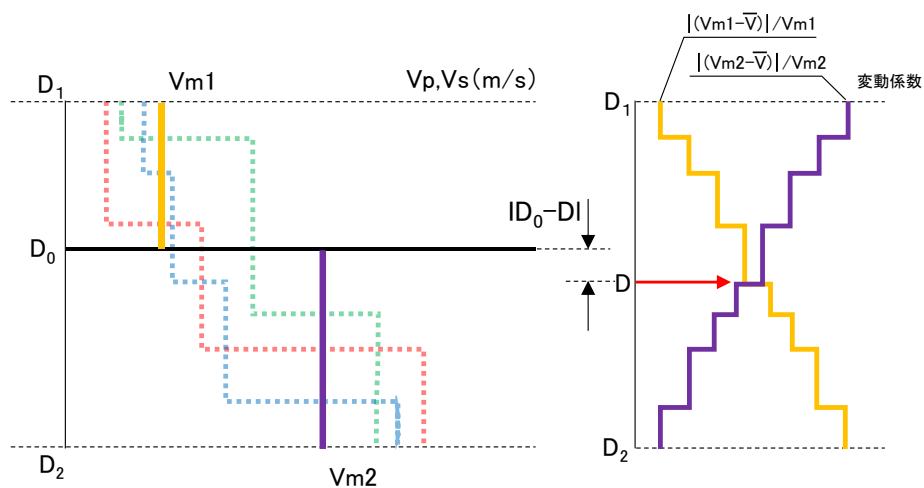 Vm1
Vp,Vs(m/s)
D₁
D₀
D₂
Vm2
|D₀-D|
|(Vm1-V̅)|/Vm1
|(Vm2-V̅)|/Vm2
変動係数
D₁
D
D₂